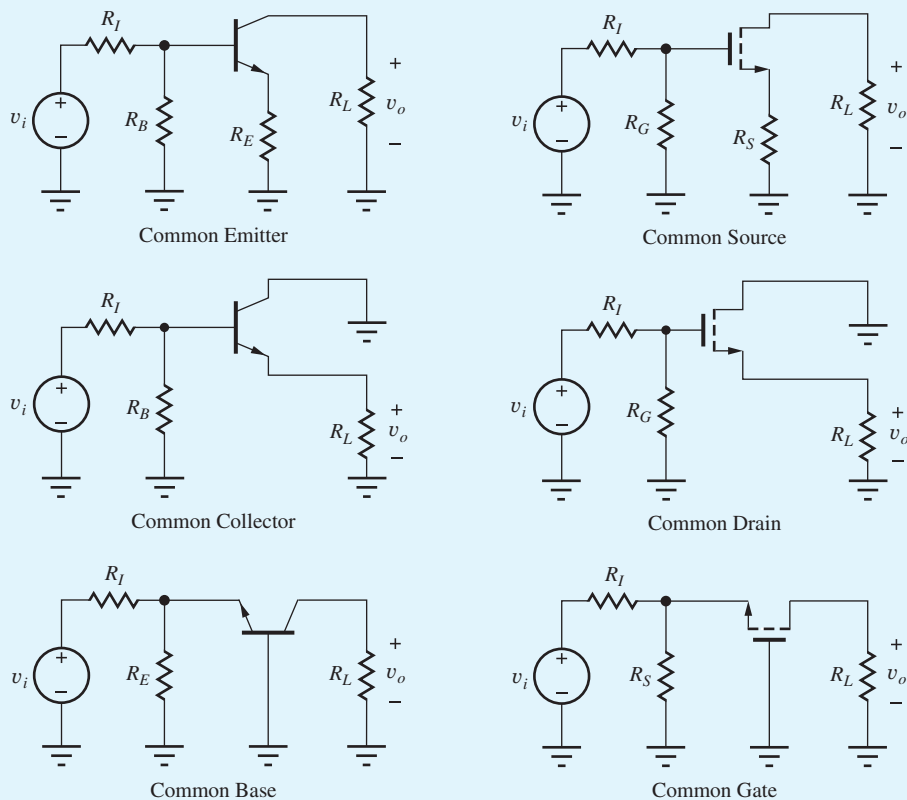 R_I
+
v_i
−
R_B
R_E
R_L
+
v_o
−
Common Emitter
R_I
+
v_i
−
R_G
R_S
R_L
+
v_o
−
Common Source
R_I
+
v_i
−
R_B
R_L
+
v_o
−
Common Collector
R_I
+
v_i
−
R_G
R_L
+
v_o
−
Common Drain
R_I
+
v_i
−
R_E
R_L
+
v_o
−
Common Base
R_I
+
v_i
−
R_S
R_L
+
v_o
−
Common Gate